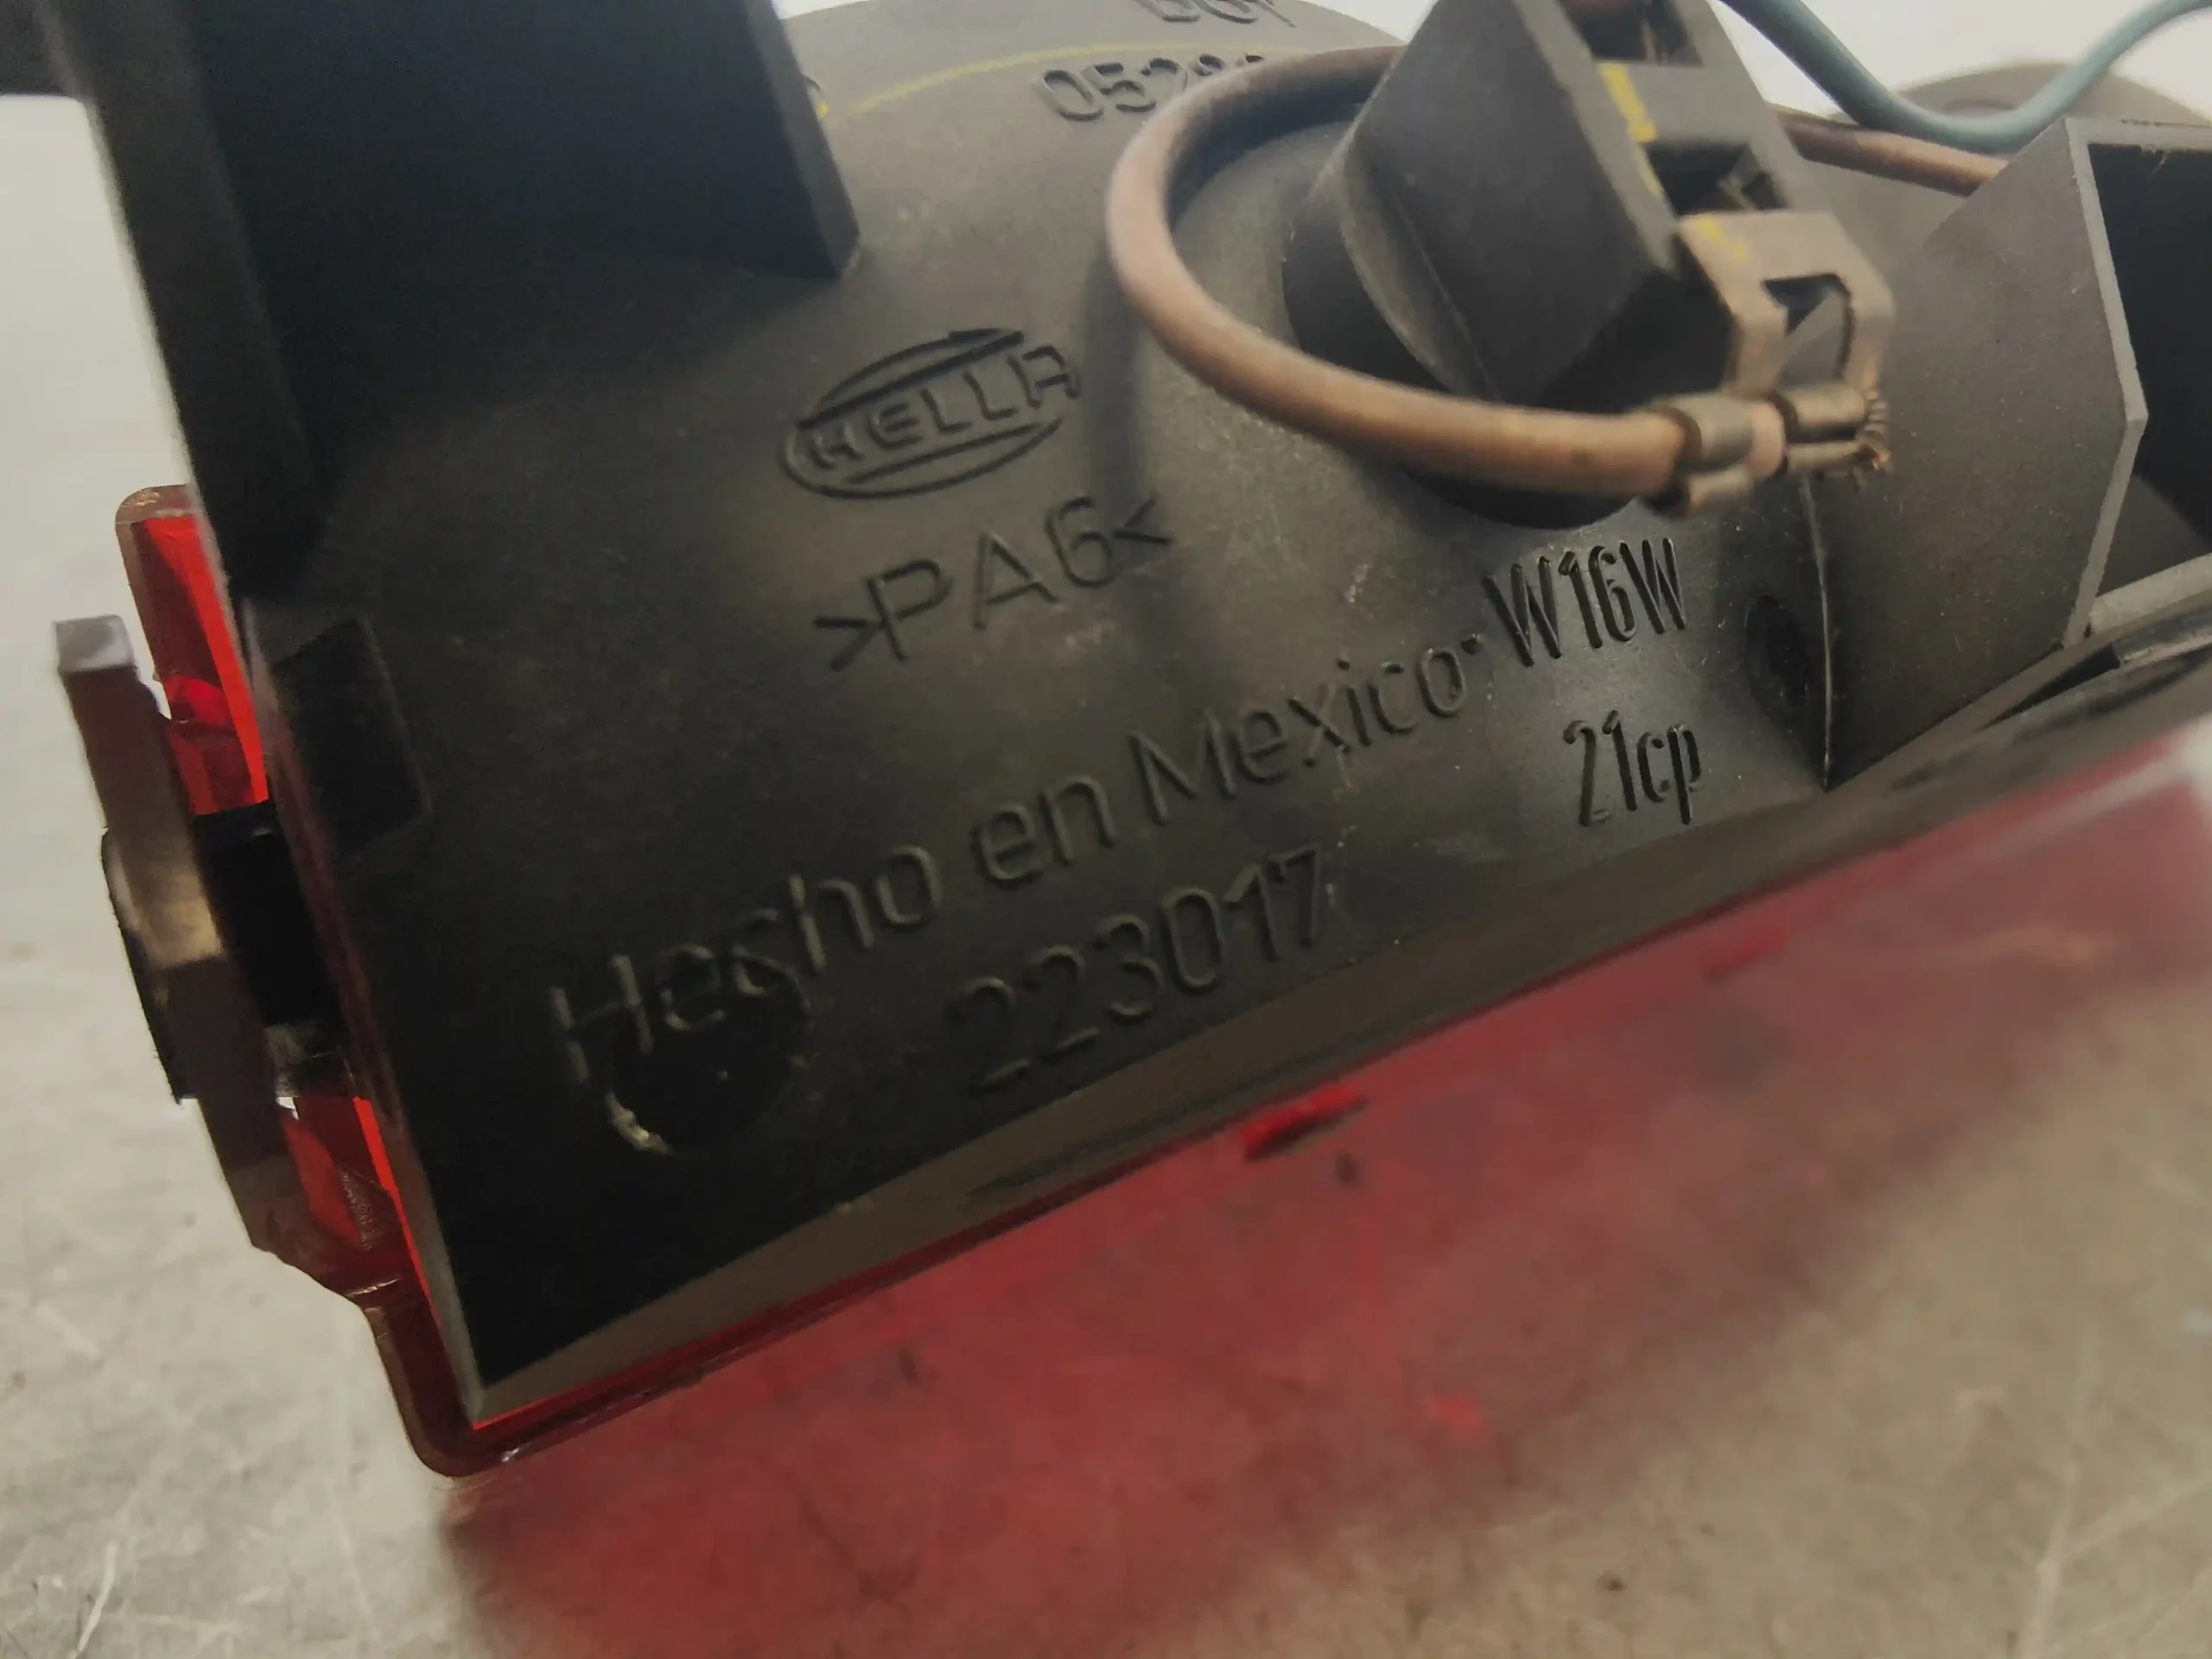 HELLA
>PA6<
Hecho en Mexico
W16W
21cp
223017